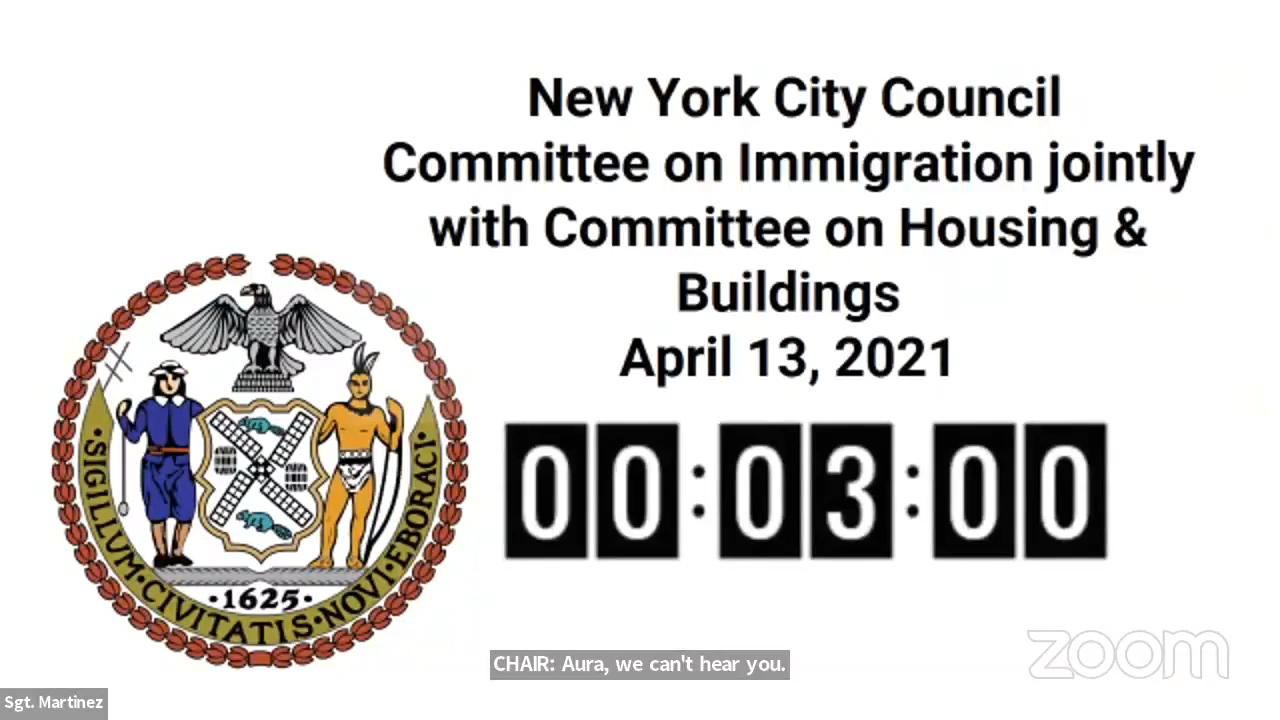 New York City Council
Committee on Immigration jointly
with Committee on Housing &
Buildings
April 13, 2021
00:03:00
SIGILLUM·CIVITATIS·NOVI·EBORACI
·1625·
CHAIR: Aura, we can't hear you.
zoom
Sgt. Martinez